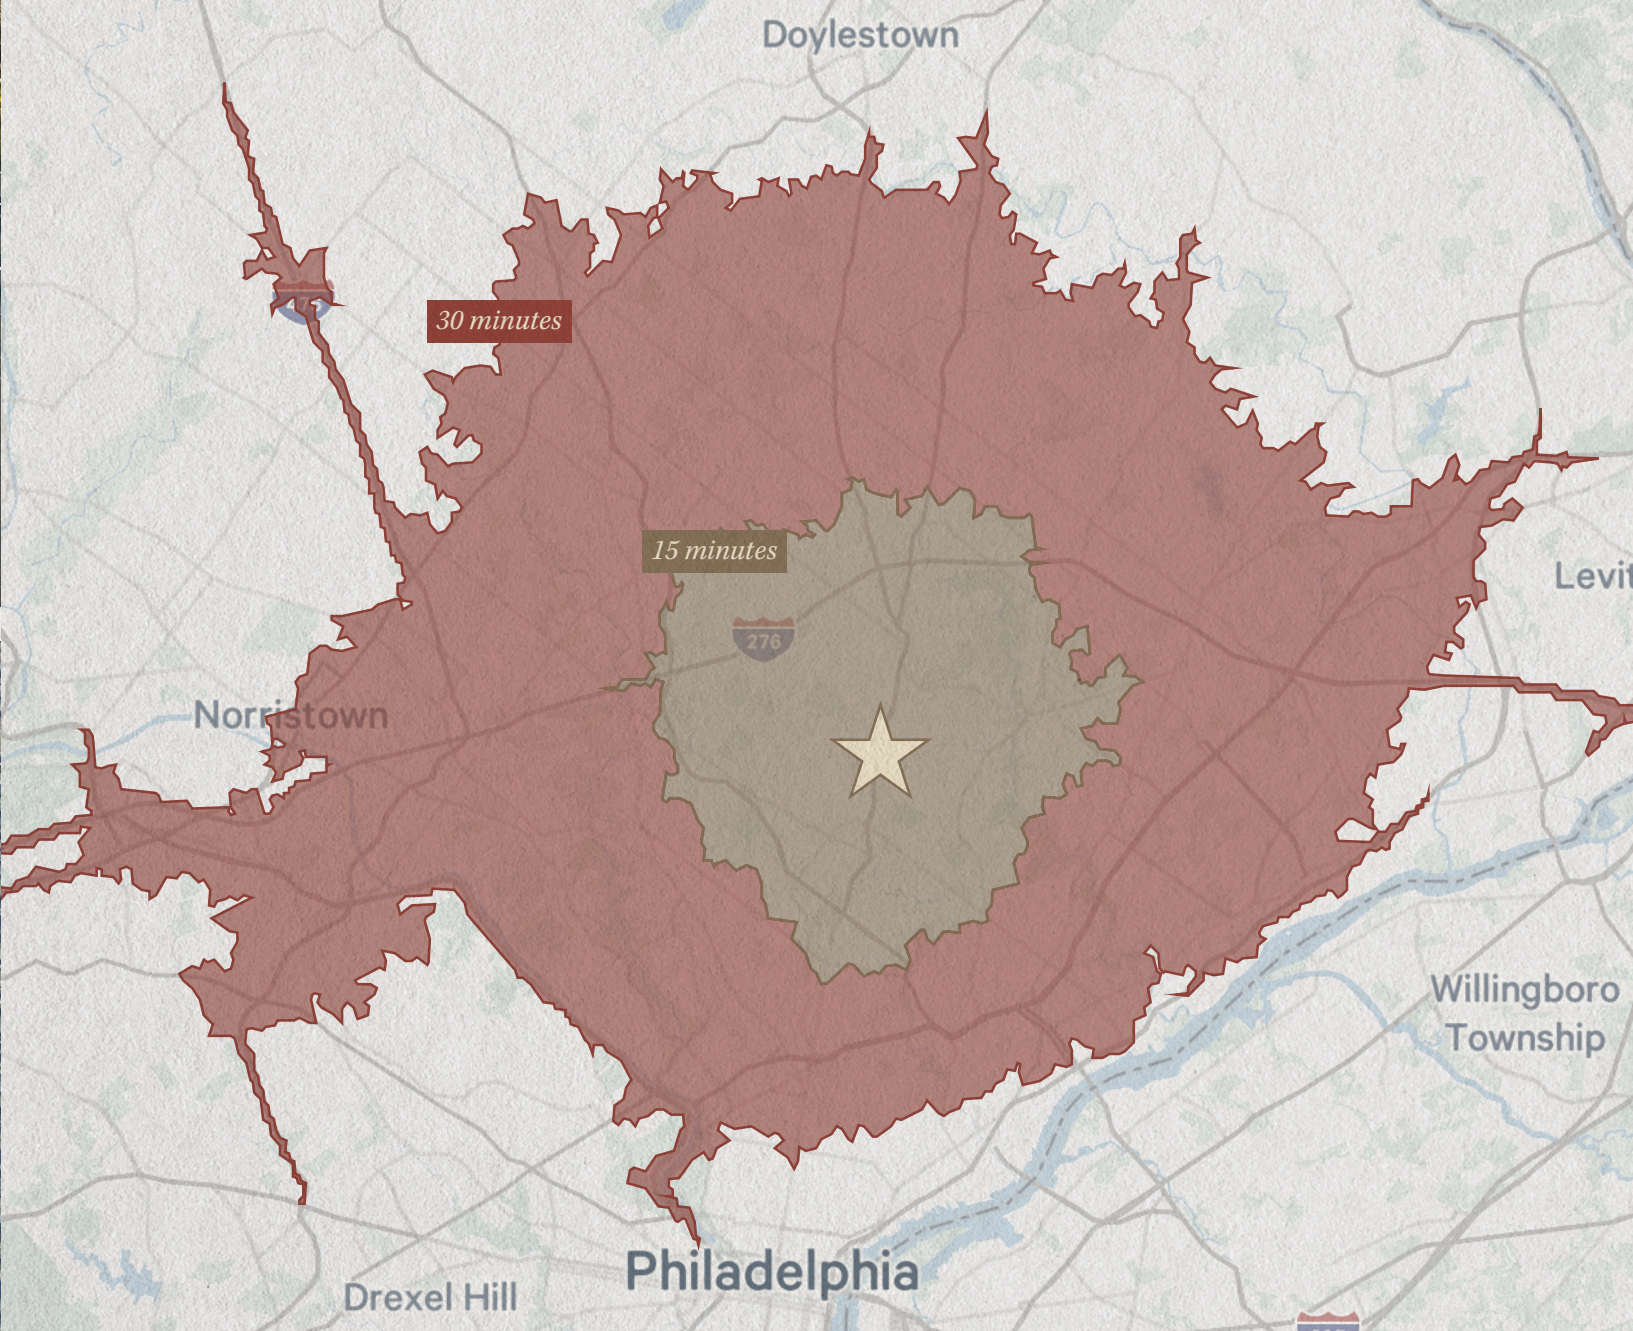 Doylestown
30 minutes
15 minutes
Levit
276
Norristown
Willingboro
Township
Philadelphia
Drexel Hill